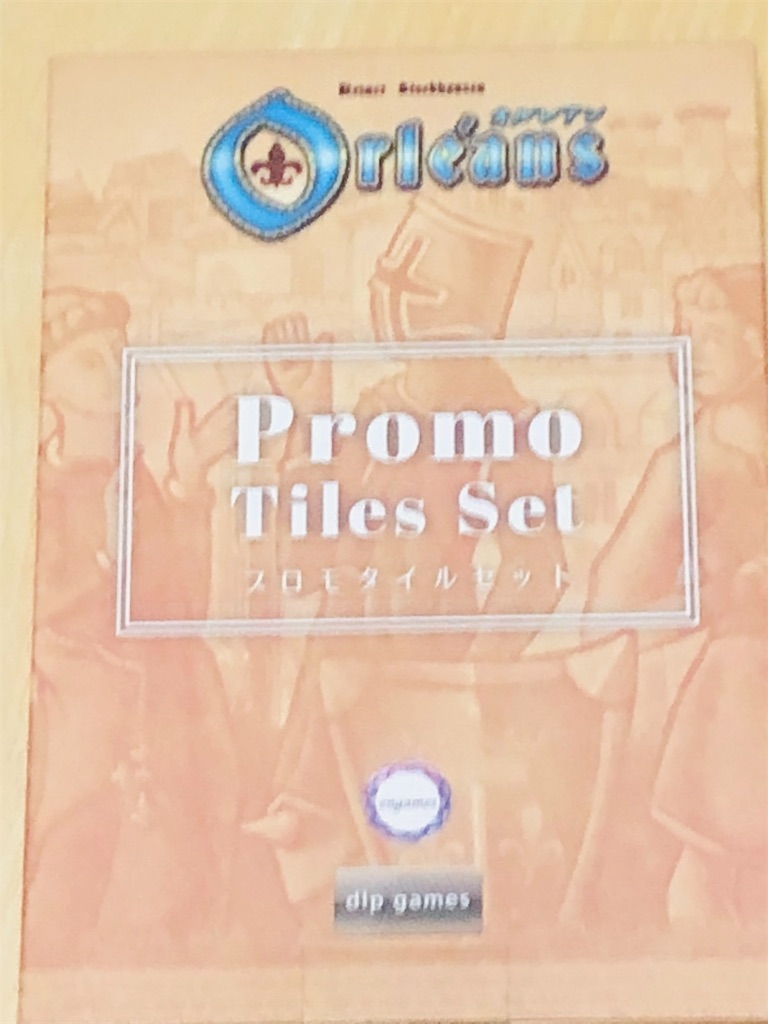 Reiner Stockhausen
オルレアン
Orléans
Promo
Tiles Set
プロモタイルセット
engames
dlp games